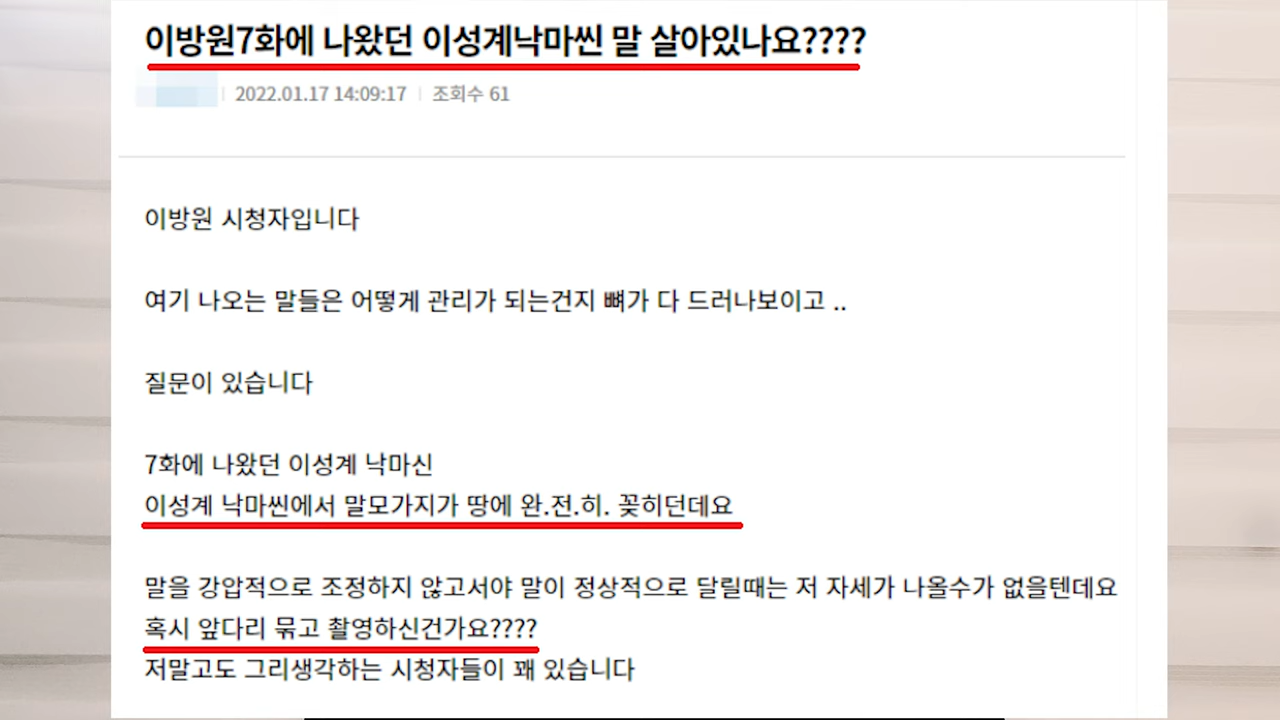 이방원7화에 나왔던 이성계낙마씬 말 살아있나요????
2022.01.17 14:09:17 | 조회수 61
이방원 시청자입니다
여기 나오는 말들은 어떻게 관리가 되는건지 뼈가 다 드러나보이고 ..
질문이 있습니다
7화에 나왔던 이성계 낙마신
이성계 낙마씬에서 말모가지가 땅에 완.전.히. 꽂히던데요
말을 강압적으로 조정하지 않고서야 말이 정상적으로 달릴때는 저 자세가 나올수가 없을텐데요
혹시 앞다리 묶고 촬영하신건가요????
저말고도 그리생각하는 시청자들이 꽤 있습니다